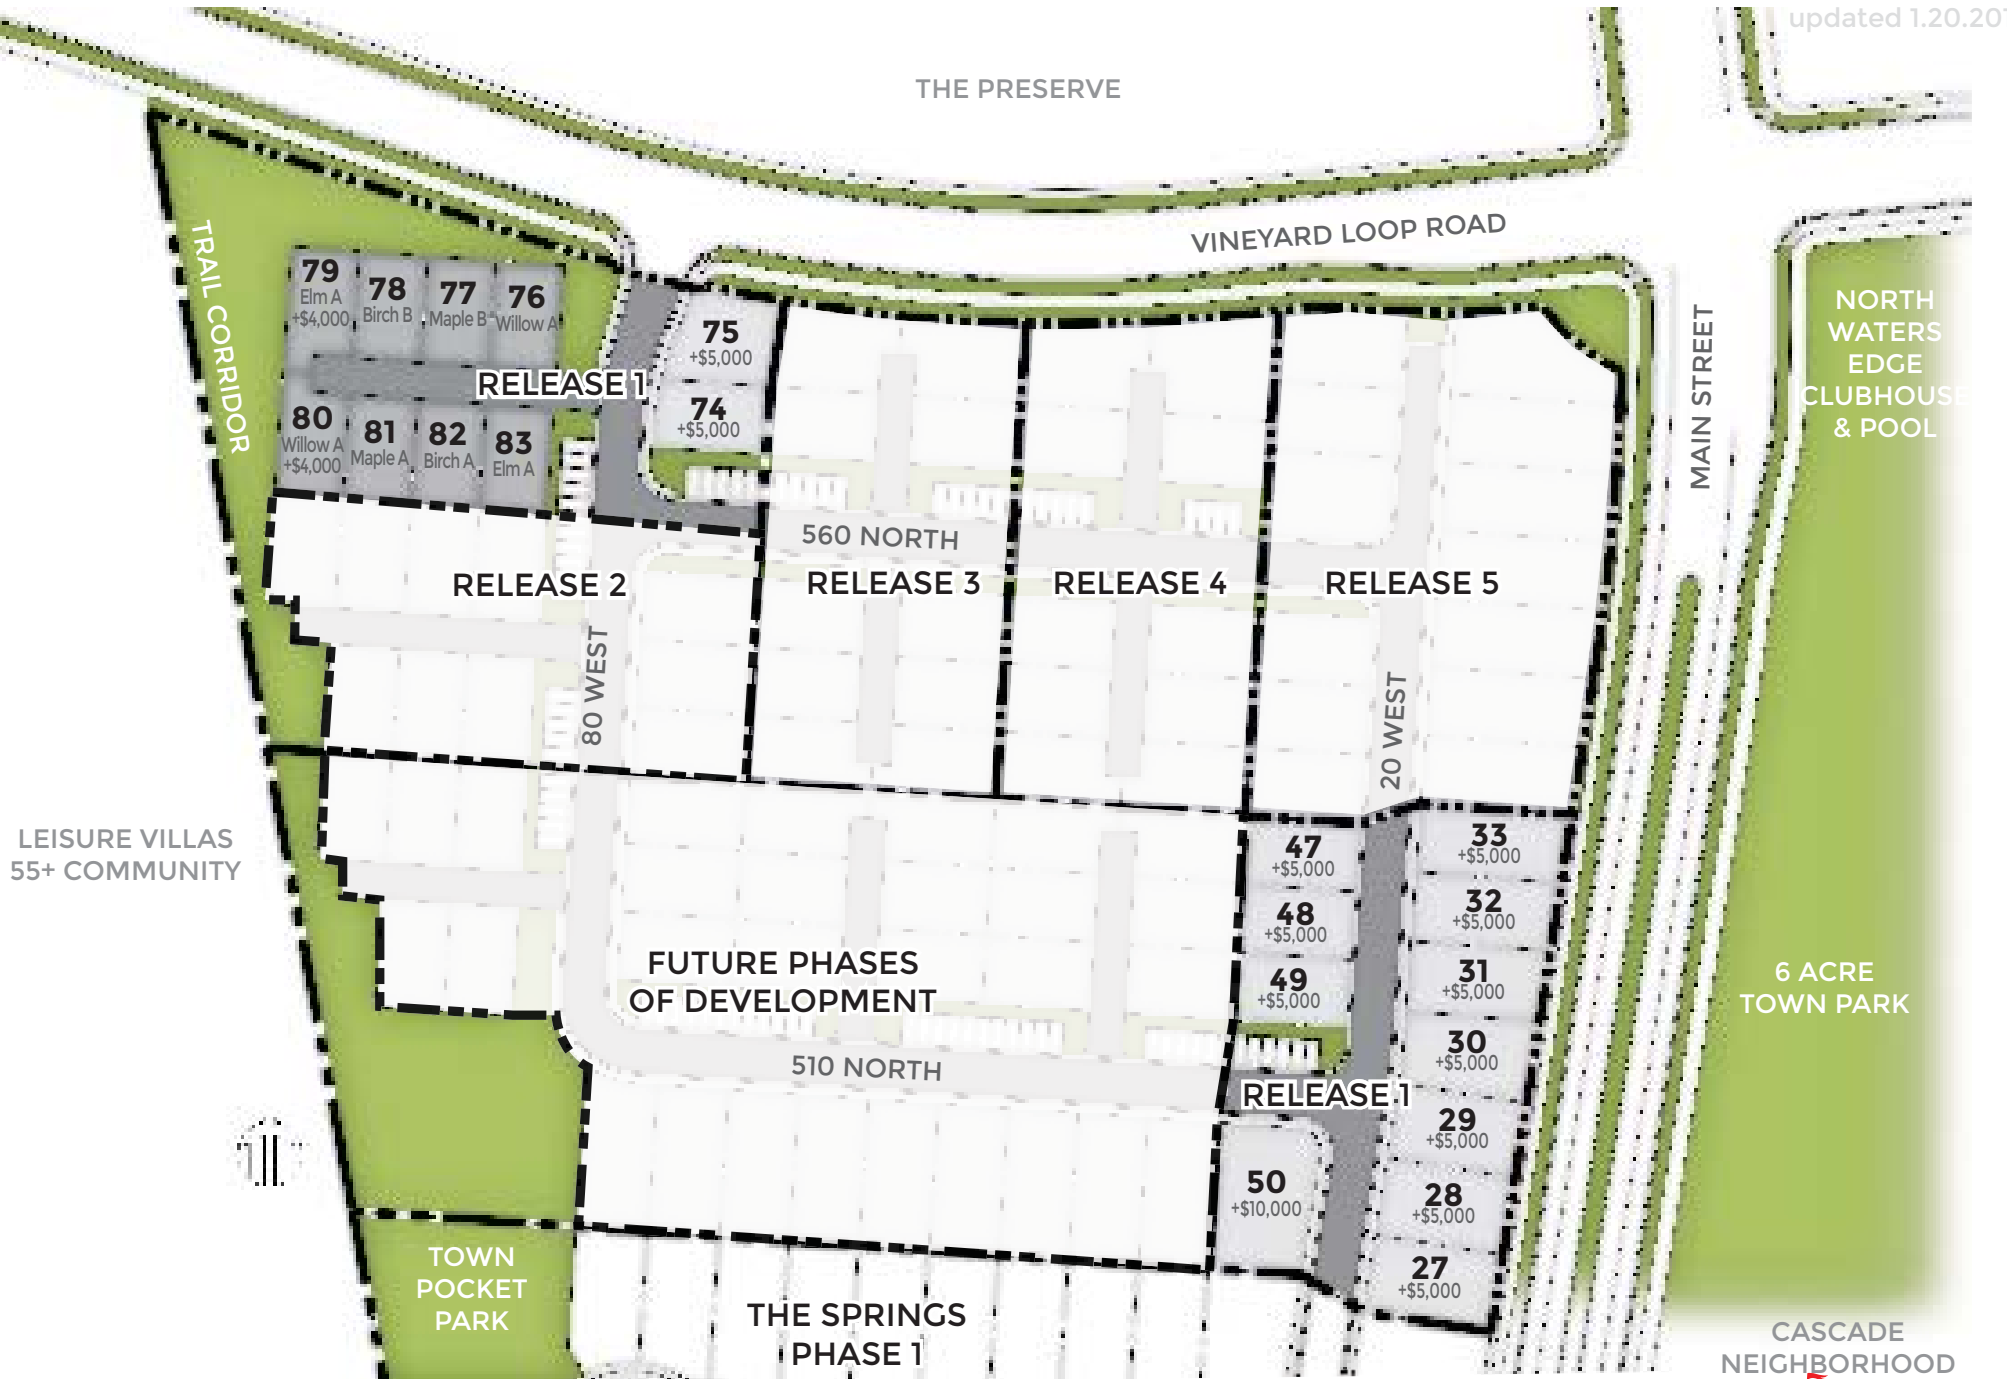 updated 1.20.201
THE PRESERVE
VINEYARD LOOP ROAD
TRAIL CORRIDOR
79
Elm A
+$4,000
78
Birch B
77
Maple B
76
Willow A
75
+$5,000
74
+$5,000
RELEASE 1
80
Willow A
+$4,000
81
Maple A
82
Birch A
83
Elm A
MAIN STREET
NORTH
WATERS
EDGE
CLUBHOUSE
& POOL
560 NORTH
RELEASE 2
RELEASE 3
RELEASE 4
RELEASE 5
80 WEST
20 WEST
LEISURE VILLAS
55+ COMMUNITY
47
+$5,000
48
+$5,000
49
+$5,000
33
+$5,000
32
+$5,000
31
+$5,000
30
+$5,000
29
+$5,000
28
+$5,000
27
+$5,000
FUTURE PHASES
OF DEVELOPMENT
6 ACRE
TOWN PARK
510 NORTH
RELEASE 1
50
+$10,000
TOWN
POCKET
PARK
THE SPRINGS
PHASE 1
CASCADE
NEIGHBORHOOD